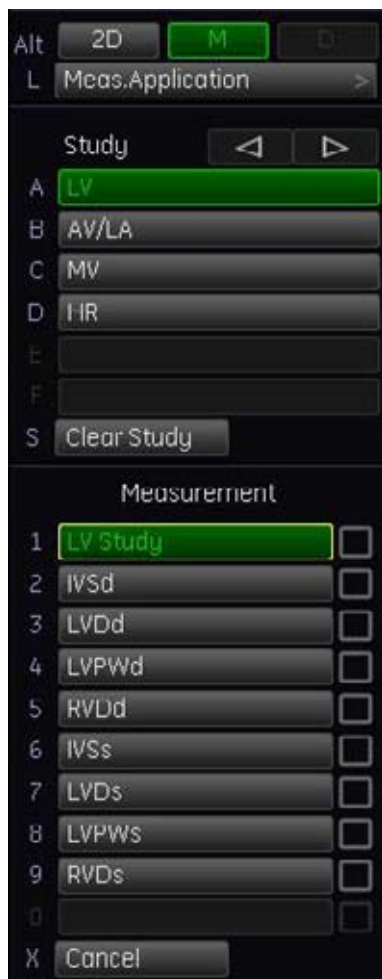 Alt 2D M D
L Meas.Application >
Study
A LV
B AV/LA
C MV
D HR
E
F
S Clear Study
Measurement
1 LV Study
2 IVSd
3 LVDd
4 LVPWd
5 RVDd
6 IVSs
7 LVDs
8 LVPWs
9 RVDs
0
X Cancel